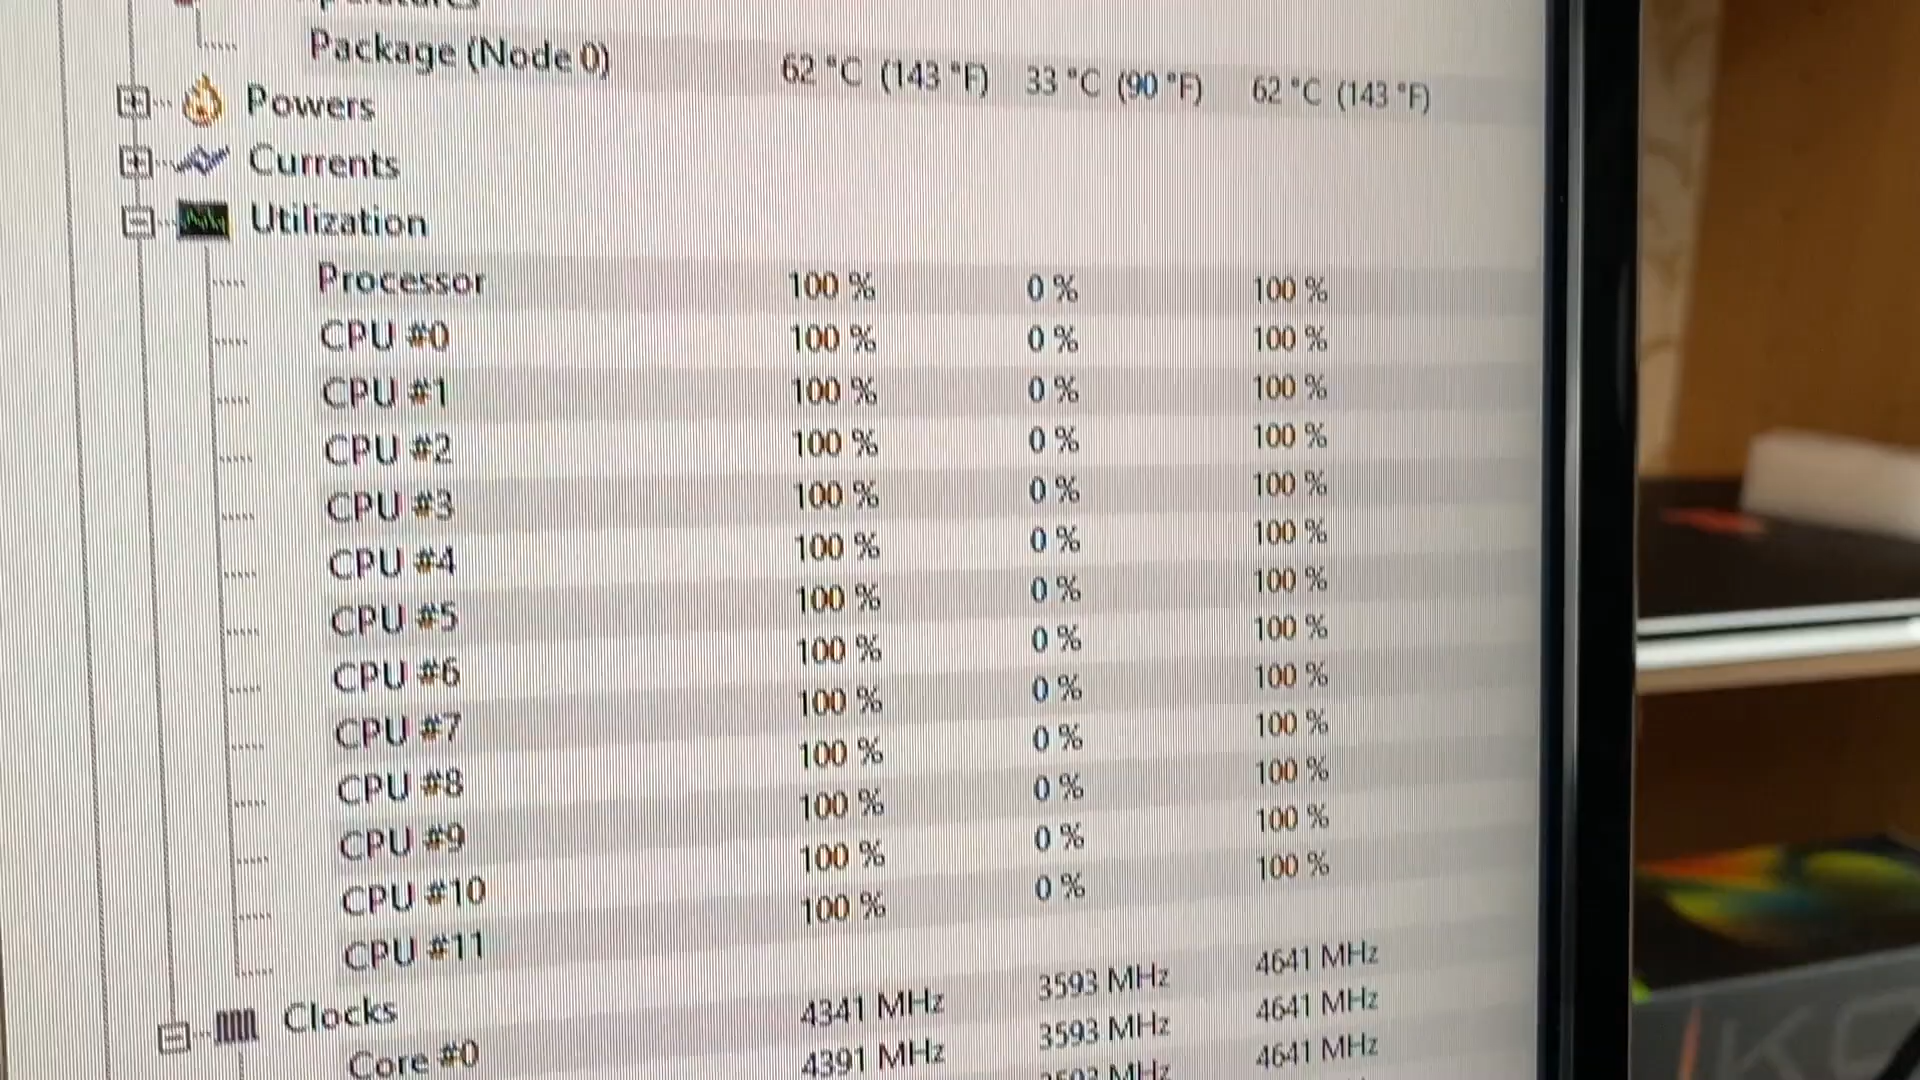 Package (Node 0) 62 °C (143 °F) 33 °C (90 °F) 62 °C (143 °F)
Powers
Currents
Utilization
Processor 100 % 0 % 100 %
CPU #0 100 % 0 % 100 %
CPU #1 100 % 0 % 100 %
CPU #2 100 % 0 % 100 %
CPU #3 100 % 0 % 100 %
CPU #4 100 % 0 % 100 %
CPU #5 100 % 0 % 100 %
CPU #6 100 % 0 % 100 %
CPU #7 100 % 0 % 100 %
CPU #8 100 % 0 % 100 %
CPU #9 100 % 0 % 100 %
CPU #10 100 % 0 % 100 %
CPU #11 100 % 0 % 100 %
Clocks
Core #0 4341 MHz 3593 MHz 4641 MHz
4391 MHz 3593 MHz 4641 MHz
MHz 4641 MHz